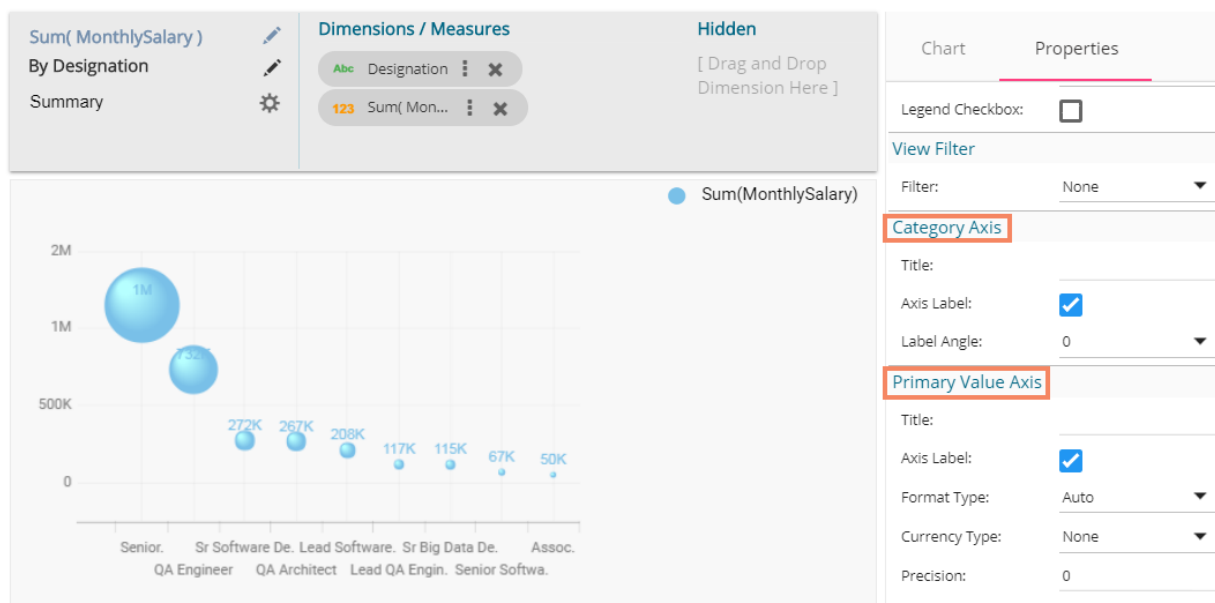 Sum( MonthlySalary )
By Designation
Summary
Dimensions / Measures
Abc Designation
123 Sum( Mon...
Hidden
[ Drag and Drop
Dimension Here ]
Chart Properties
Legend Checkbox:
View Filter
Filter: None
Category Axis
Title:
Axis Label:
Label Angle: 0
Primary Value Axis
Title:
Axis Label:
Format Type: Auto
Currency Type: None
Precision: 0
Sum(MonthlySalary)
2M
1M
500K
0
1M
732K
272K
267K
208K
117K
115K
67K
50K
Senior. Sr Software De. Lead Software. Sr Big Data De. Assoc.
QA Engineer QA Architect Lead QA Engin. Senior Softwa.